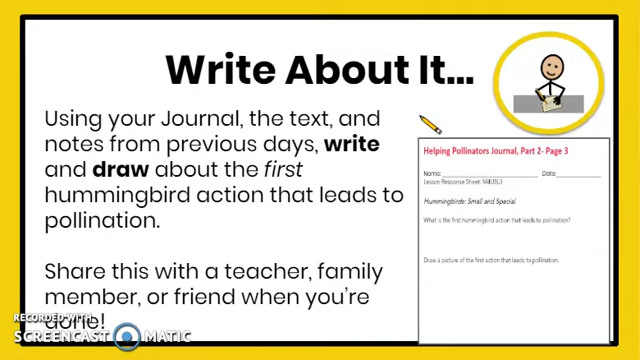 Write About It...
Using your Journal, the text, and
notes from previous days, write
and draw about the first
hummingbird action that leads to
pollination.
Share this with a teacher, family
member, or friend when you're
done!
Helping Pollinators Journal, Part 2- Page 3
Name: Date:
Lesson Response Sheet: M4U3L3
Hummingbirds: Small and Special
What is the first hummingbird action that leads to pollination?
Draw a picture of the first action that leads to pollination:
RECORDED WITH
SCREENCAST MATIC